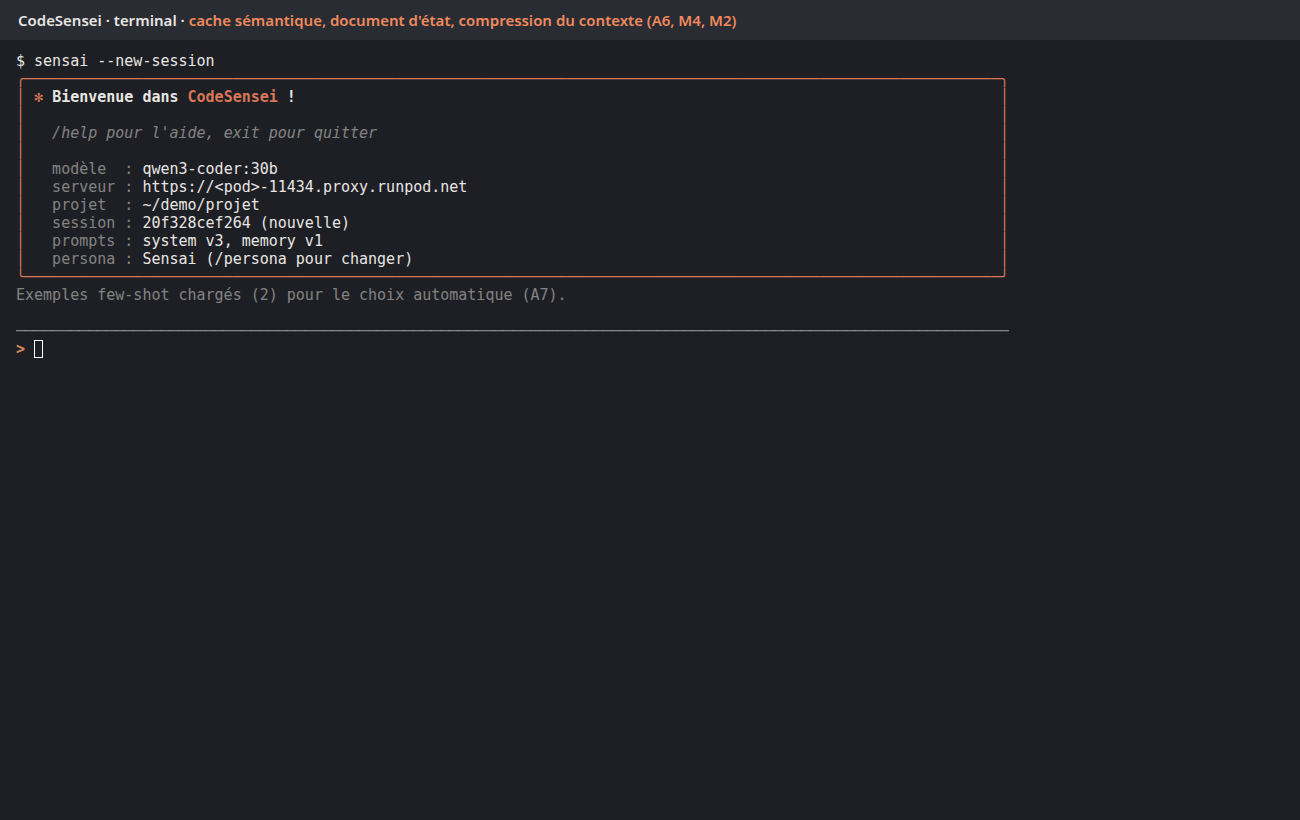 CodeSensei · terminal · cache sémantique, document d'état, compression du contexte (A6, M4, M2)
$ sensai --new-session
✻ Bienvenue dans CodeSensei !
/help pour l'aide, exit pour quitter
modèle  : qwen3-coder:30b
serveur : https://<pod>-11434.proxy.runpod.net
projet  : ~/demo/projet
session : 20f328cef264 (nouvelle)
prompts : system v3, memory v1
persona : Sensai (/persona pour changer)
Exemples few-shot chargés (2) pour le choix automatique (A7).
>